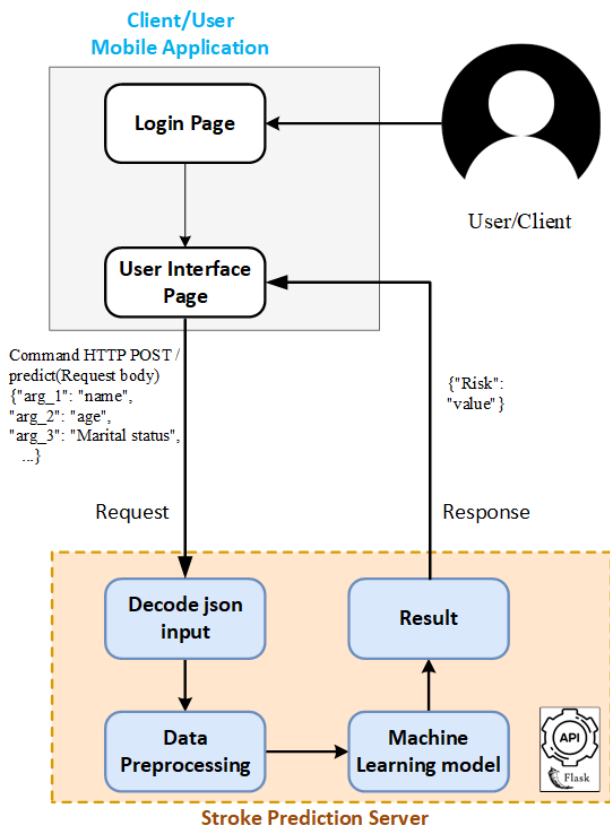 Client/User
Mobile Application
Login Page
User/Client
User Interface
Page
Command HTTP POST /
predict(Request body)
{"arg_1": "name",
"arg_2": "age",
"arg_3": "Marital status",
...}
{"Risk":
"value"}
Request
Response
Decode json
input
Result
Data
Preprocessing
Machine
Learning model
API
Flask
Stroke Prediction Server